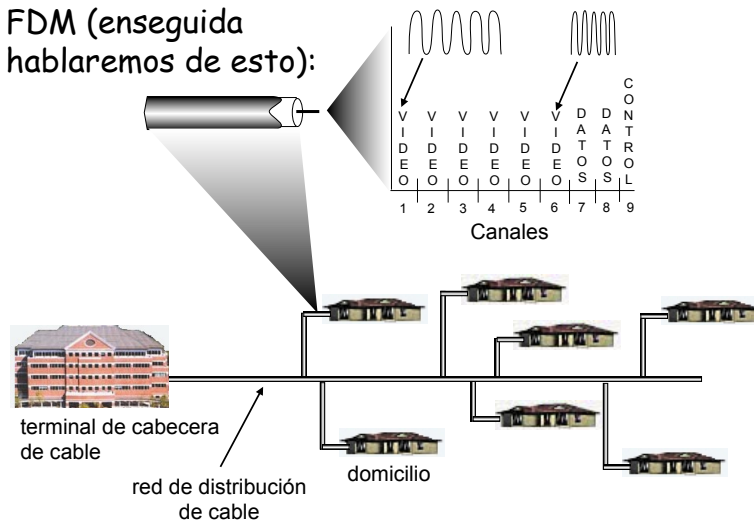 FDM (enseguida
hablaremos de esto):
VIDEO VIDEO VIDEO VIDEO VIDEO VIDEO DATOS DATOS CONTROL
1 2 3 4 5 6 7 8 9
Canales
terminal de cabecera
de cable
red de distribución
de cable
domicilio